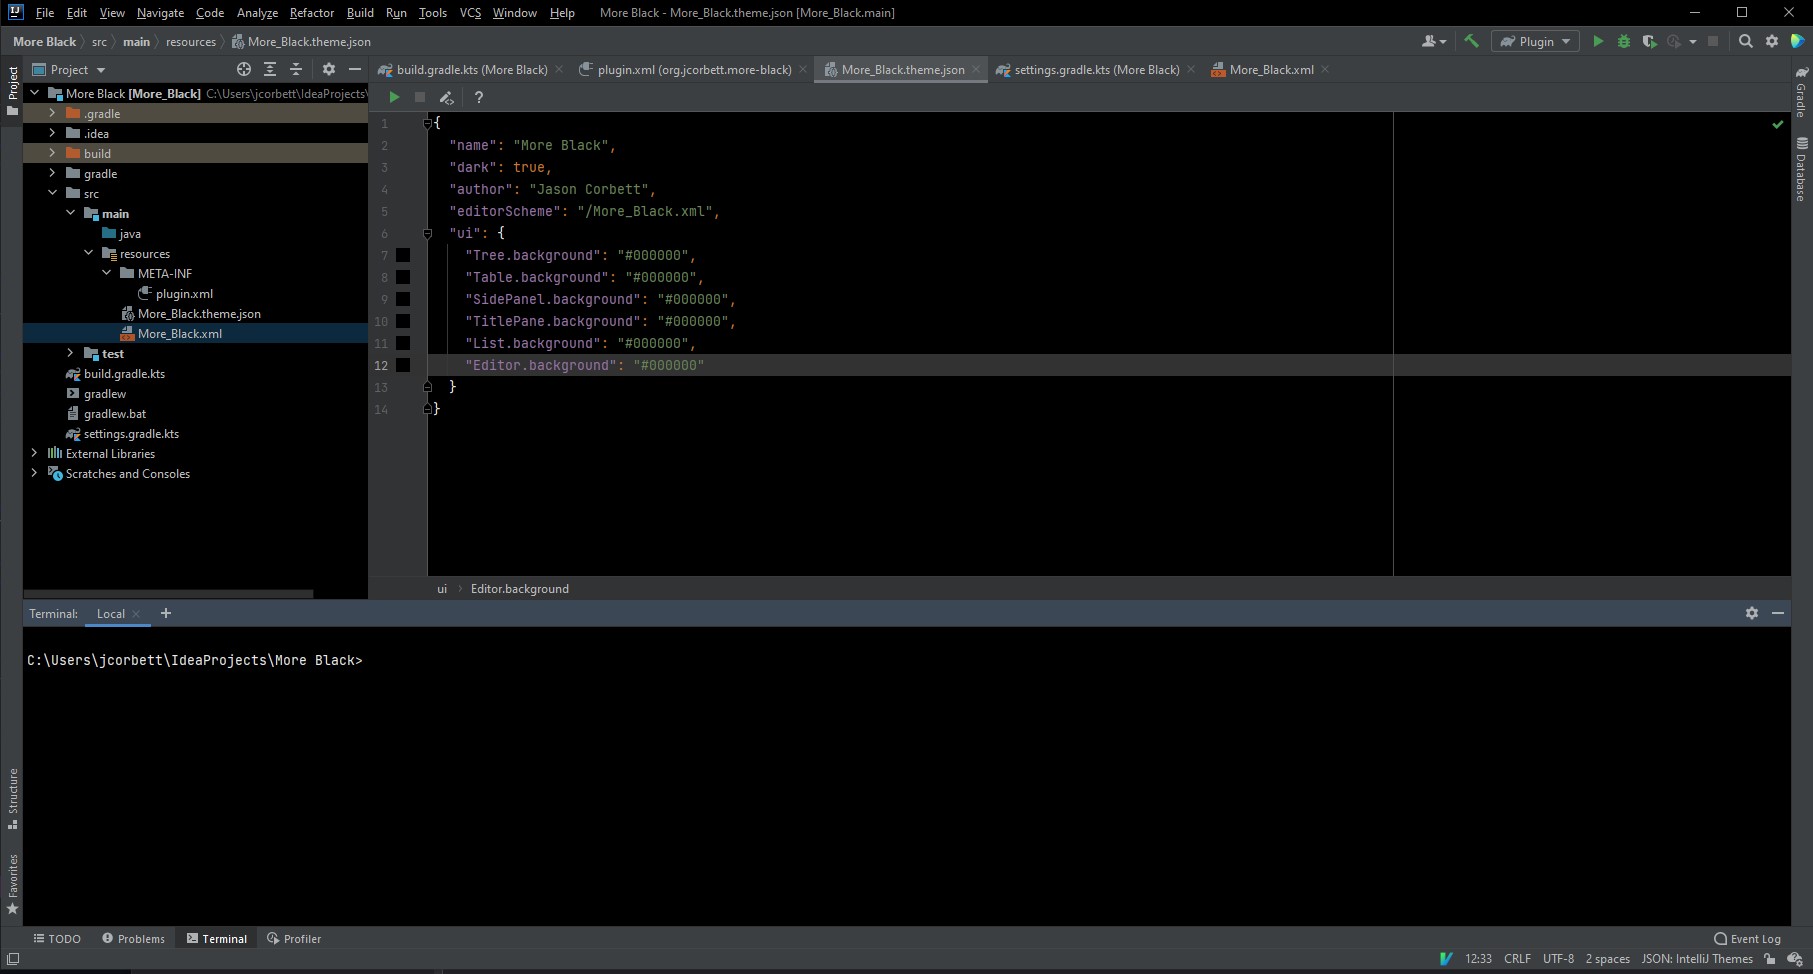 File Edit View Navigate Code Analyze Refactor Build Run Tools VCS Window Help More Black - More_Black.theme.json [More_Black.main]
More Black src main resources More_Black.theme.json
Plugin
Project
Project
build.gradle.kts (More Black) plugin.xml (org.jcorbett.more-black) More_Black.theme.json settings.gradle.kts (More Black) More_Black.xml
More Black [More_Black] C:\Users\jcorbett\IdeaProjects\
.gradle
.idea
build
gradle
src
main
java
resources
META-INF
plugin.xml
More_Black.theme.json
More_Black.xml
test
build.gradle.kts
gradlew
gradlew.bat
settings.gradle.kts
External Libraries
Scratches and Consoles
?
1 {
2 "name": "More Black",
3 "dark": true,
4 "author": "Jason Corbett",
5 "editorScheme": "/More_Black.xml",
6 "ui": {
7 "Tree.background": "#000000",
8 "Table.background": "#000000",
9 "SidePanel.background": "#000000",
10 "TitlePane.background": "#000000",
11 "List.background": "#000000",
12 "Editor.background": "#000000"
13 }
14 }
Gradle
Database
ui Editor.background
Terminal: Local +
C:\Users\jcorbett\IdeaProjects\More Black>
Structure
Favorites
TODO Problems Terminal Profiler Event Log
12:33 CRLF UTF-8 2 spaces JSON: IntelliJ Themes